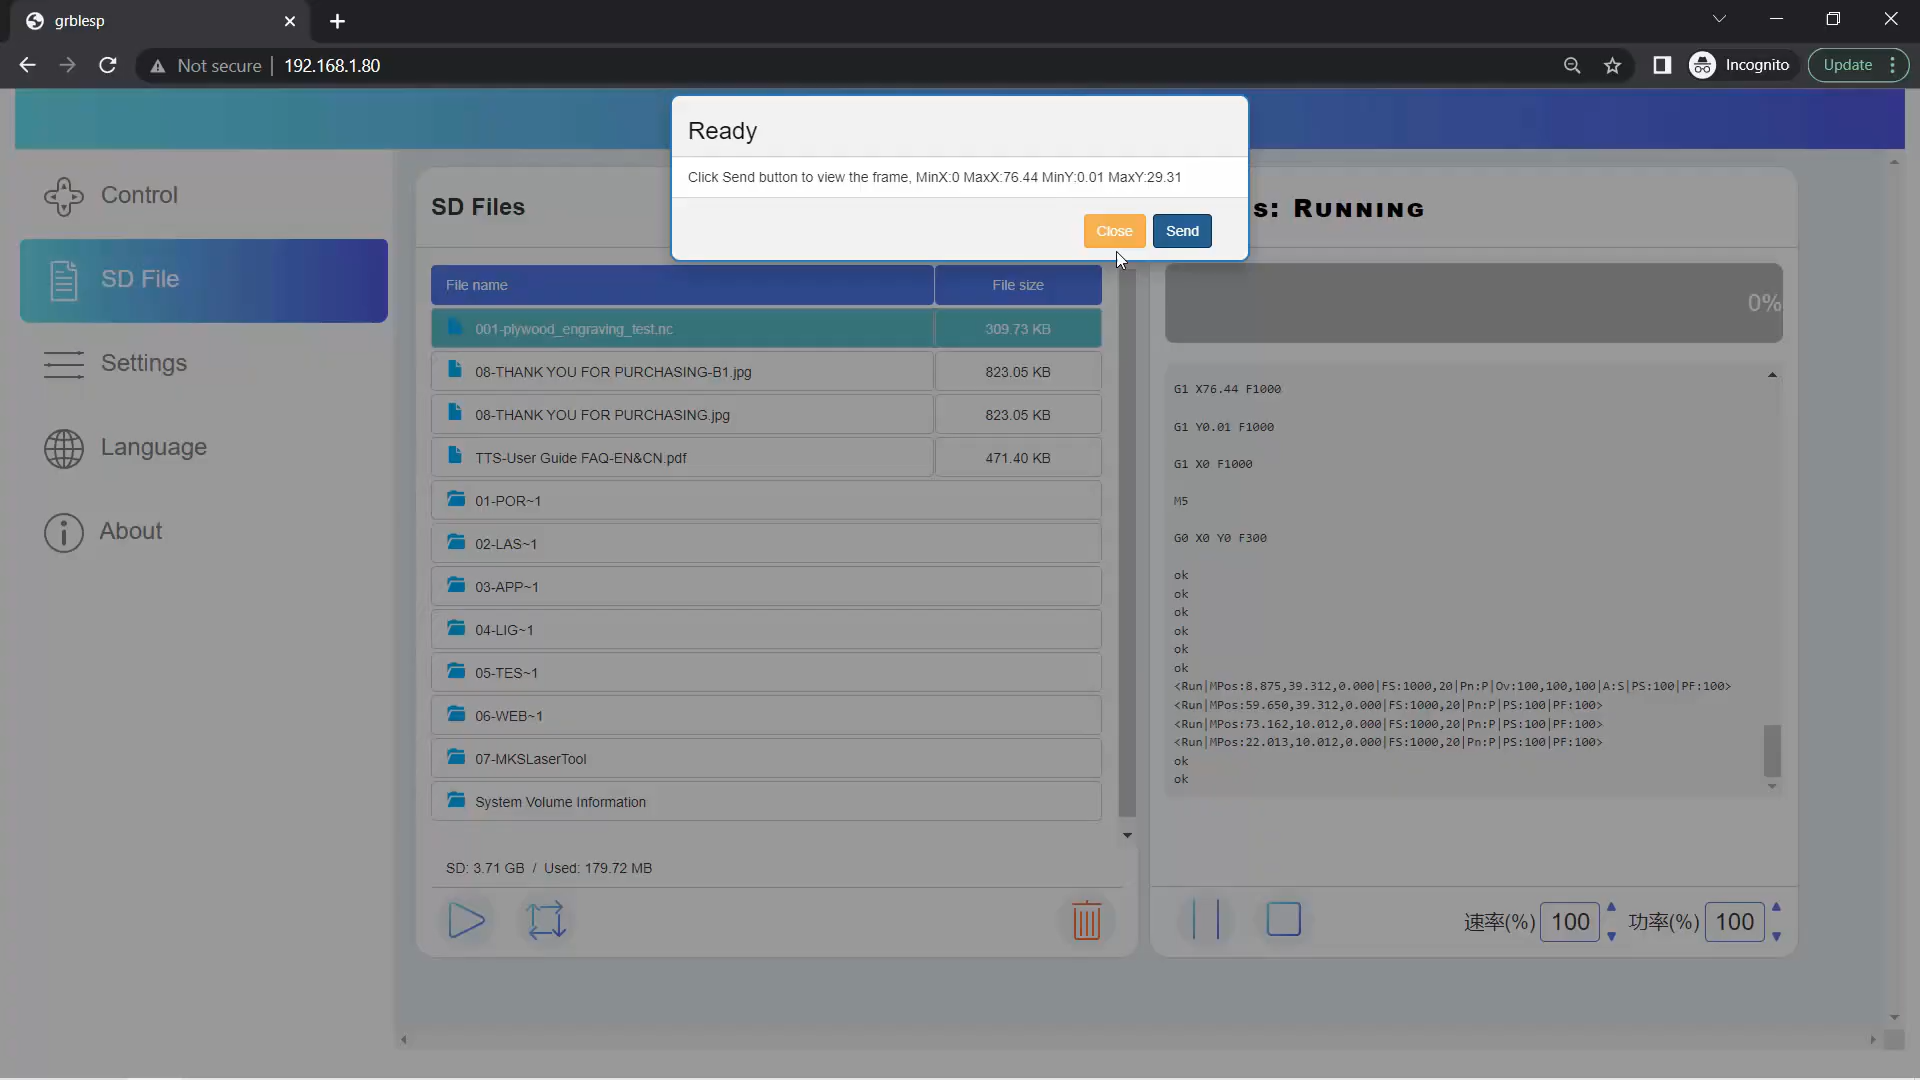 grblesp
Not secure
192.168.1.80
Incognito
Update
Ready
Click Send button to view the frame, MinX:0 MaxX:76.44 MinY:0.01 MaxY:29.31
Close
Send
Control
SD File
Settings
Language
About
SD Files
File name File size
001-plywood_engraving_test.nc 309.73 KB
08-THANK YOU FOR PURCHASING-B1.jpg 823.05 KB
08-THANK YOU FOR PURCHASING.jpg 823.05 KB
TTS-User Guide FAQ-EN&CN.pdf 471.40 KB
01-POR~1
02-LAS~1
03-APP~1
04-LIG~1
05-TES~1
06-WEB~1
07-MKSLaserTool
System Volume Information
SD: 3.71 GB / Used: 179.72 MB
s: RUNNING
0%
G1 X76.44 F1000
G1 Y0.01 F1000
G1 X0 F1000
M5
G0 X0 Y0 F300
ok
ok
ok
ok
ok
ok
<Run|MPos:8.875,39.312,0.000|FS:1000,20|Pn:P|Ov:100,100,100|A:S|PS:100|PF:100>
<Run|MPos:59.650,39.312,0.000|FS:1000,20|Pn:P|PS:100|PF:100>
<Run|MPos:73.162,10.012,0.000|FS:1000,20|Pn:P|PS:100|PF:100>
<Run|MPos:22.013,10.012,0.000|FS:1000,20|Pn:P|PS:100|PF:100>
ok
ok
速率(%) 100 功率(%) 100